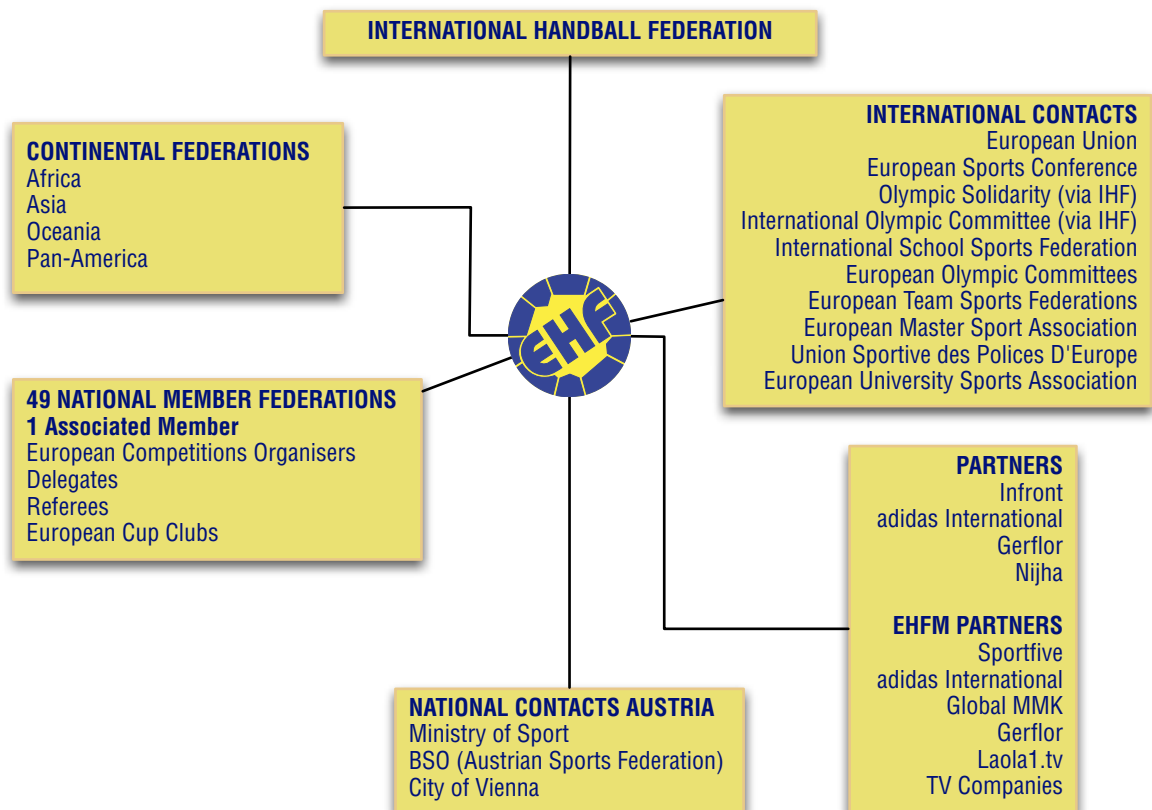 INTERNATIONAL HANDBALL FEDERATION
CONTINENTAL FEDERATIONS
Africa
Asia
Oceania
Pan-America
INTERNATIONAL CONTACTS
European Union
European Sports Conference
Olympic Solidarity (via IHF)
International Olympic Committee (via IHF)
International School Sports Federation
European Olympic Committees
European Team Sports Federations
European Master Sport Association
Union Sportive des Polices D'Europe
European University Sports Association
EHF
49 NATIONAL MEMBER FEDERATIONS
1 Associated Member
European Competitions Organisers
Delegates
Referees
European Cup Clubs
PARTNERS
Infront
adidas International
Gerflor
Nijha
EHFM PARTNERS
Sportfive
adidas International
Global MMK
Gerflor
Laola1.tv
TV Companies
NATIONAL CONTACTS AUSTRIA
Ministry of Sport
BSO (Austrian Sports Federation)
City of Vienna